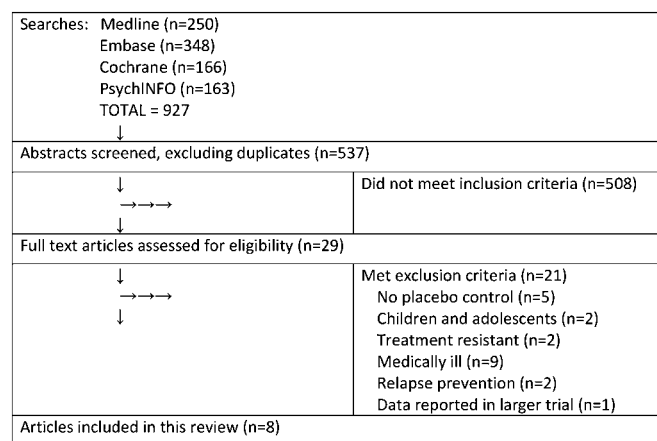 Searches: Medline (n=250)
Embase (n=348)
Cochrane (n=166)
PsychINFO (n=163)
TOTAL = 927
↓
Abstracts screened, excluding duplicates (n=537)
↓
Did not meet inclusion criteria (n=508)
→→→
↓
Full text articles assessed for eligibility (n=29)
↓
Met exclusion criteria (n=21)
→→→
No placebo control (n=5)
↓
Children and adolescents (n=2)
Treatment resistant (n=2)
Medically ill (n=9)
Relapse prevention (n=2)
Data reported in larger trial (n=1)
Articles included in this review (n=8)